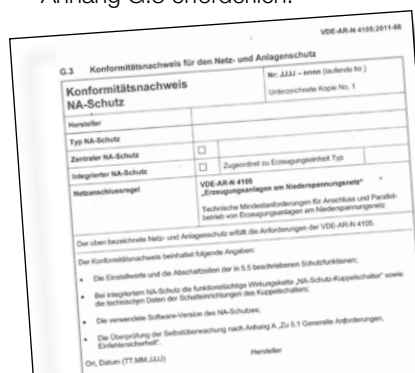 Anhang G.3 erforderlich.
VDE-AR-N 4105:2011-08
G.3 Konformitätsnachweis für den Netz- und Anlagenschutz
Konformitätsnachweis
NA-Schutz
Nr: JJJJ – nnnn (laufende Nr.)
Unterzeichnete Kopie No. 1
Hersteller
Typ NA-Schutz
Zentraler NA-Schutz
Integrierter NA-Schutz
Zugeordnet zu Erzeugungseinheit Typ
Netzanschlussregel
VDE-AR-N 4105
„Erzeugungsanlagen am Niederspannungsnetz“
Technische Mindestanforderungen für Anschluss und Parallel-
betrieb von Erzeugungsanlagen am Niederspannungsnetz
Der oben bezeichnete Netz- und Anlagenschutz erfüllt die Anforderungen der VDE-AR-N 4105.
Der Konformitätsnachweis beinhaltet folgende Angaben:
• Die Einstellwerte und die Abschaltzeiten der in 5.5 beschriebenen Schutzfunktionen;
• Bei integriertem NA-Schutz die funktionstüchtige Wirkungskette „NA-Schutz-Kuppelschalter“ sowie
die technischen Daten der Schalteinrichtungen des Kuppelschalters;
• Die verwendete Software-Version des NA-Schutzes;
• Die Überprüfung der Selbstüberwachung nach Anhang A „Zu 5.1 Generelle Anforderungen,
Einfehlersicherheit“.
Ort, Datum (TT.MM.JJJJ)
Hersteller